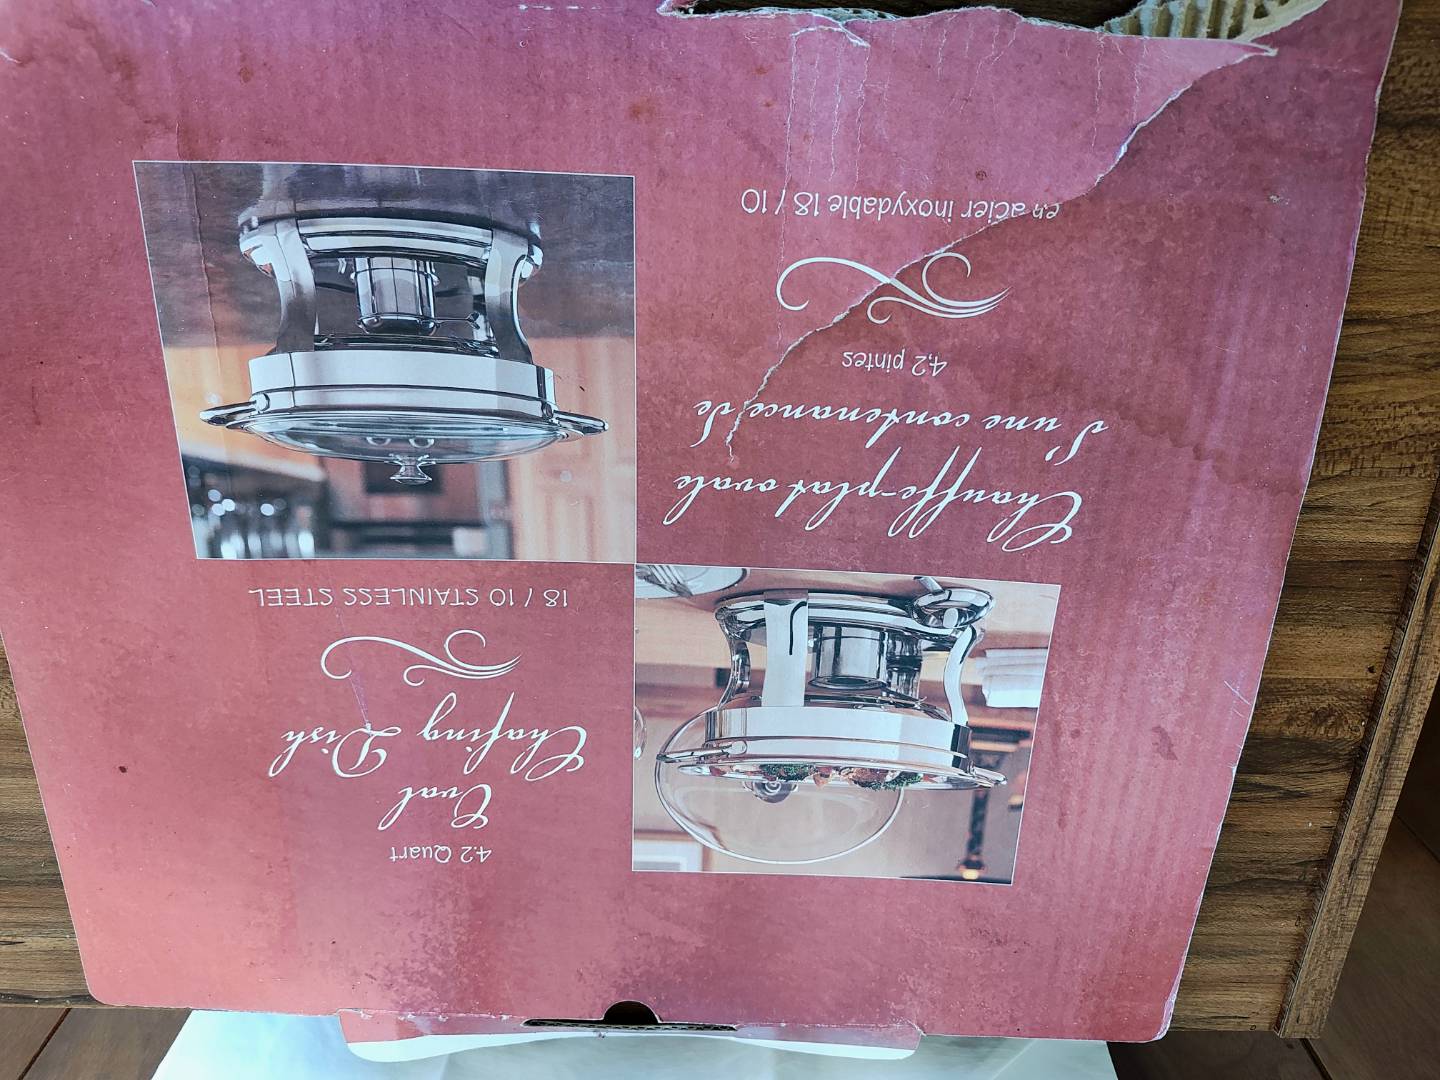 4.2 Quart
Oval
Chafing Dish
18 / 10 STAINLESS STEEL
Chauffe-plat ovale
d'une contenance de
4,2 pintes
en acier inoxydable 18 / 10